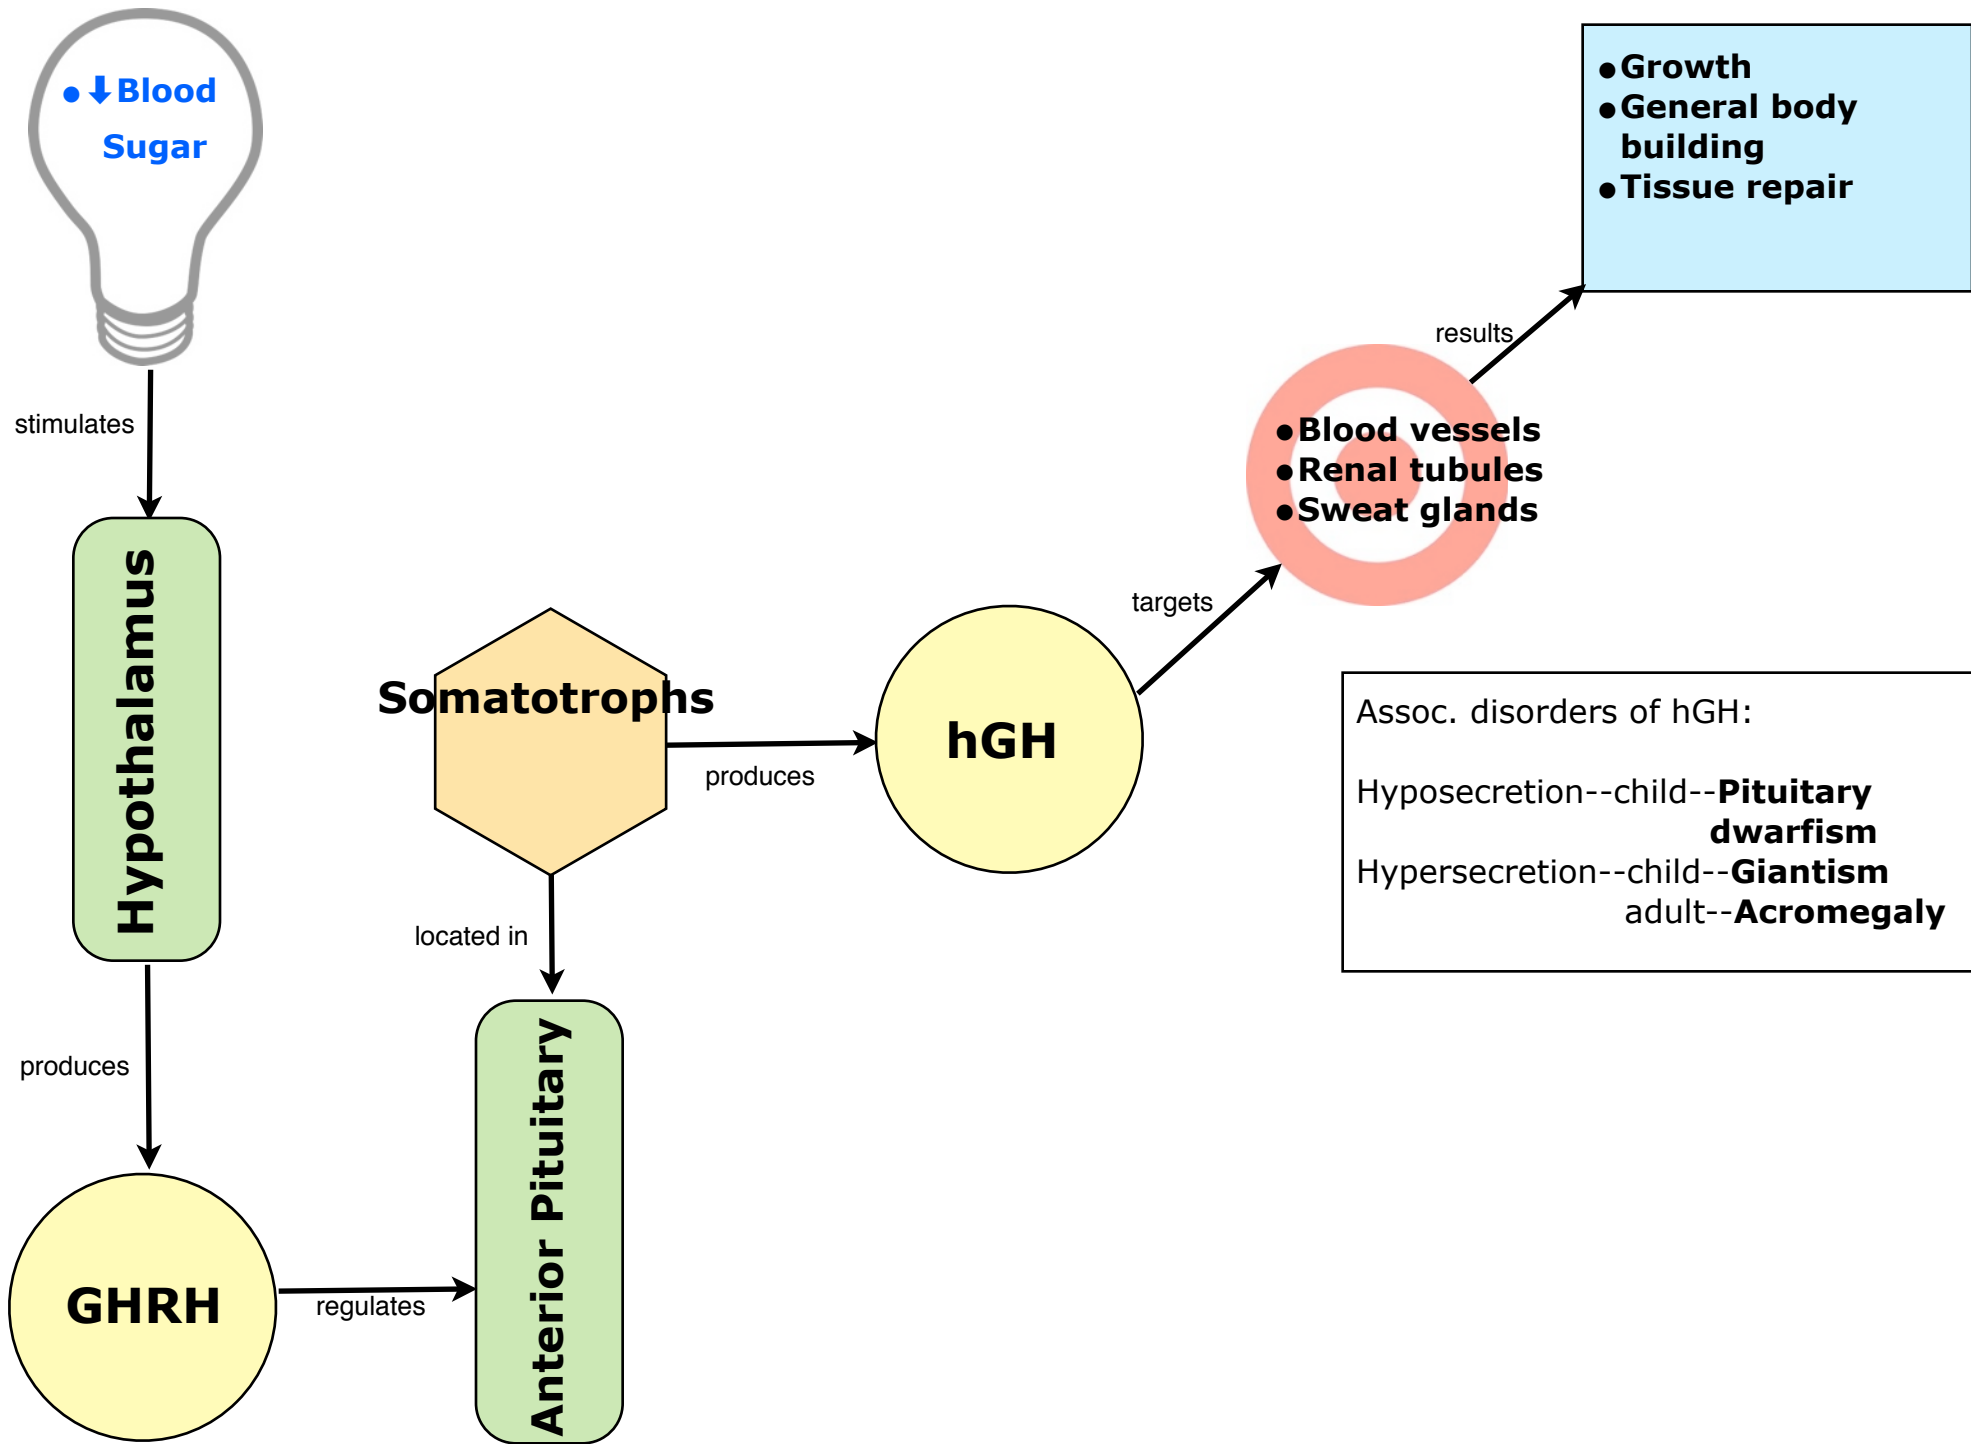 •⬇Blood
Sugar
stimulates
Hypothalamus
produces
GHRH
regulates
Anterior Pituitary
located in
Somatotrophs
produces
hGH
targets
•Blood vessels
•Renal tubules
•Sweat glands
results
•Growth
•General body
building
•Tissue repair
Assoc. disorders of hGH:
Hyposecretion--child--Pituitary
dwarfism
Hypersecretion--child--Giantism
adult--Acromegaly